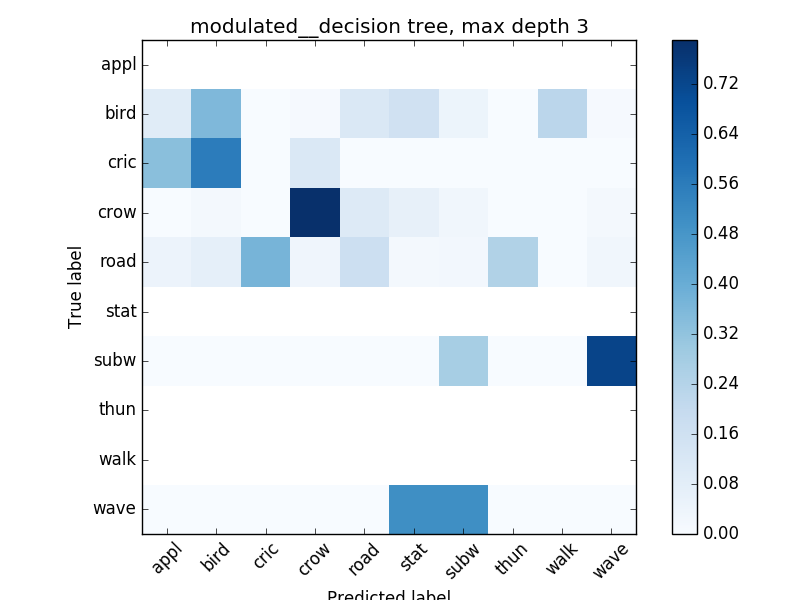 modulated__decision tree, max depth 3
True label
appl
bird
cric
crow
road
stat
subw
thun
walk
wave
appl
bird
cric
crow
road
stat
subw
thun
walk
wave
Predicted label
0.72
0.64
0.56
0.48
0.40
0.32
0.24
0.16
0.08
0.00